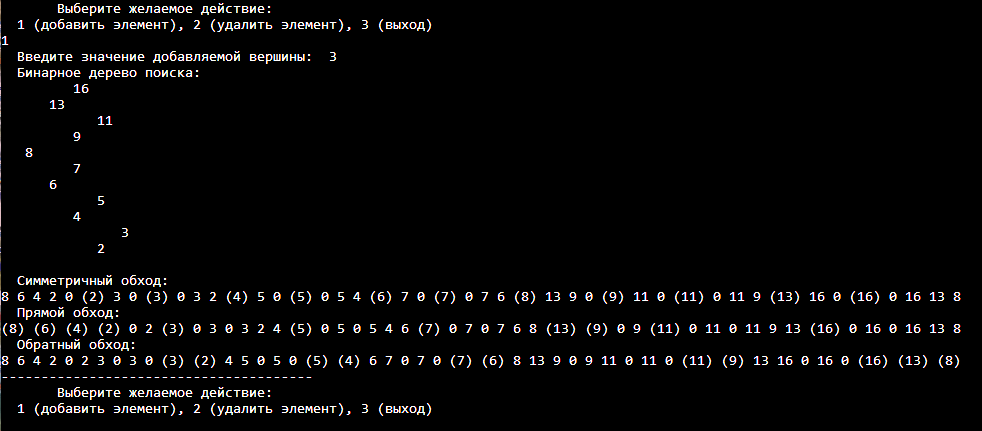 Выберите желаемое действие:
1 (добавить элемент), 2 (удалить элемент), 3 (выход)
1
Введите значение добавляемой вершины: 3
Бинарное дерево поиска:
16
13
11
9
8
7
6
5
4
3
2
Симметричный обход:
8 6 4 2 0 (2) 3 0 (3) 0 3 2 (4) 5 0 (5) 0 5 4 (6) 7 0 (7) 0 7 6 (8) 13 9 0 (9) 11 0 (11) 0 11 9 (13) 16 0 (16) 0 16 13 8
Прямой обход:
(8) (6) (4) (2) 0 2 (3) 0 3 0 3 2 4 (5) 0 5 0 5 4 6 (7) 0 7 0 7 6 8 (13) (9) 0 9 (11) 0 11 0 11 9 13 (16) 0 16 0 16 13 8
Обратный обход:
8 6 4 2 0 2 3 0 3 0 (3) (2) 4 5 0 5 0 (5) (4) 6 7 0 7 0 (7) (6) 8 13 9 0 9 11 0 11 0 (11) (9) 13 16 0 16 0 (16) (13) (8)
---------------------------------------
Выберите желаемое действие:
1 (добавить элемент), 2 (удалить элемент), 3 (выход)